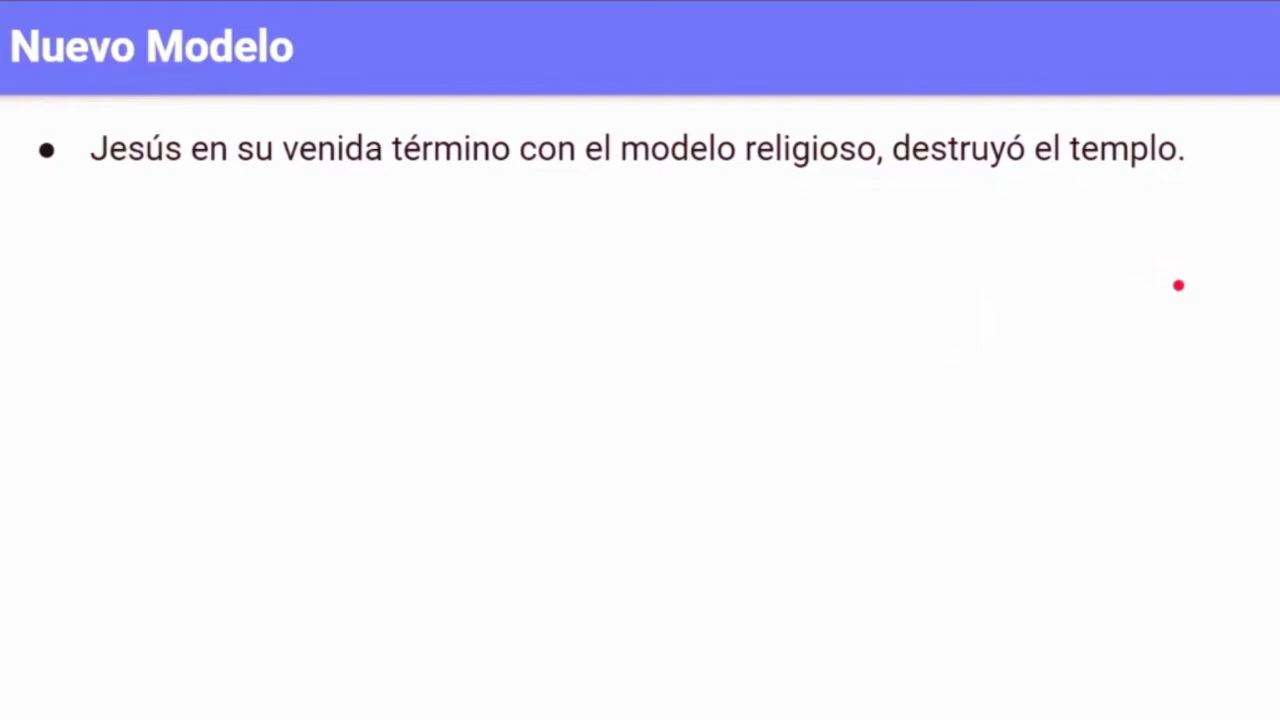 Nuevo Modelo
● Jesús en su venida término con el modelo religioso, destruyó el templo.